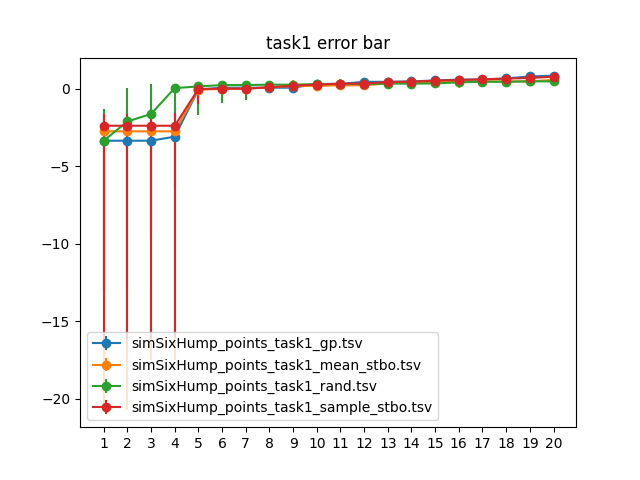 task1 error bar
0
−5
−10
−15
−20
simSixHump_points_task1_gp.tsv
simSixHump_points_task1_mean_stbo.tsv
simSixHump_points_task1_rand.tsv
simSixHump_points_task1_sample_stbo.tsv
1 2 3 4 5 6 7 8 9 10 11 12 13 14 15 16 17 18 19 20